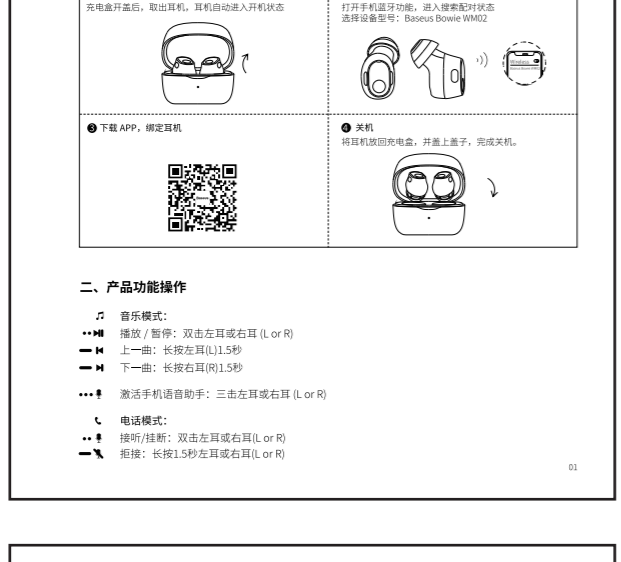 充电盒开盖后，取出耳机，耳机自动进入开机状态
打开手机蓝牙功能，进入搜索配对状态
选择设备型号：Baseus Bowie WM02
Wireless
Baseus Bowie WM02
❸ 下载 APP，绑定耳机
Baseus
❹ 关机
将耳机放回充电盒，并盖上盖子，完成关机。
二、产品功能操作
音乐模式：
播放 / 暂停：双击左耳或右耳 (L or R)
上一曲：长按左耳(L)1.5秒
下一曲：长按右耳(R)1.5秒
激活手机语音助手：三击左耳或右耳 (L or R)
电话模式：
接听/挂断：双击左耳或右耳(L or R)
拒接：长按1.5秒左耳或右耳(L or R)
01